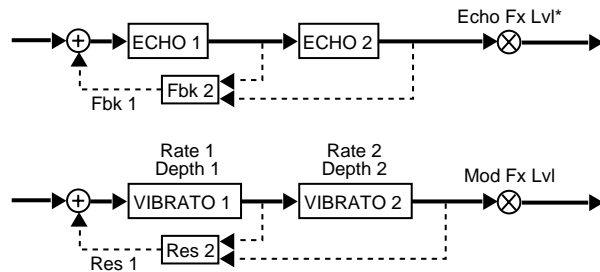 Echo Fx Lvl*
ECHO 1
ECHO 2
Fbk 2
Fbk 1
Rate 1
Depth 1
Rate 2
Depth 2
Mod Fx Lvl
VIBRATO 1
VIBRATO 2
Res 2
Res 1